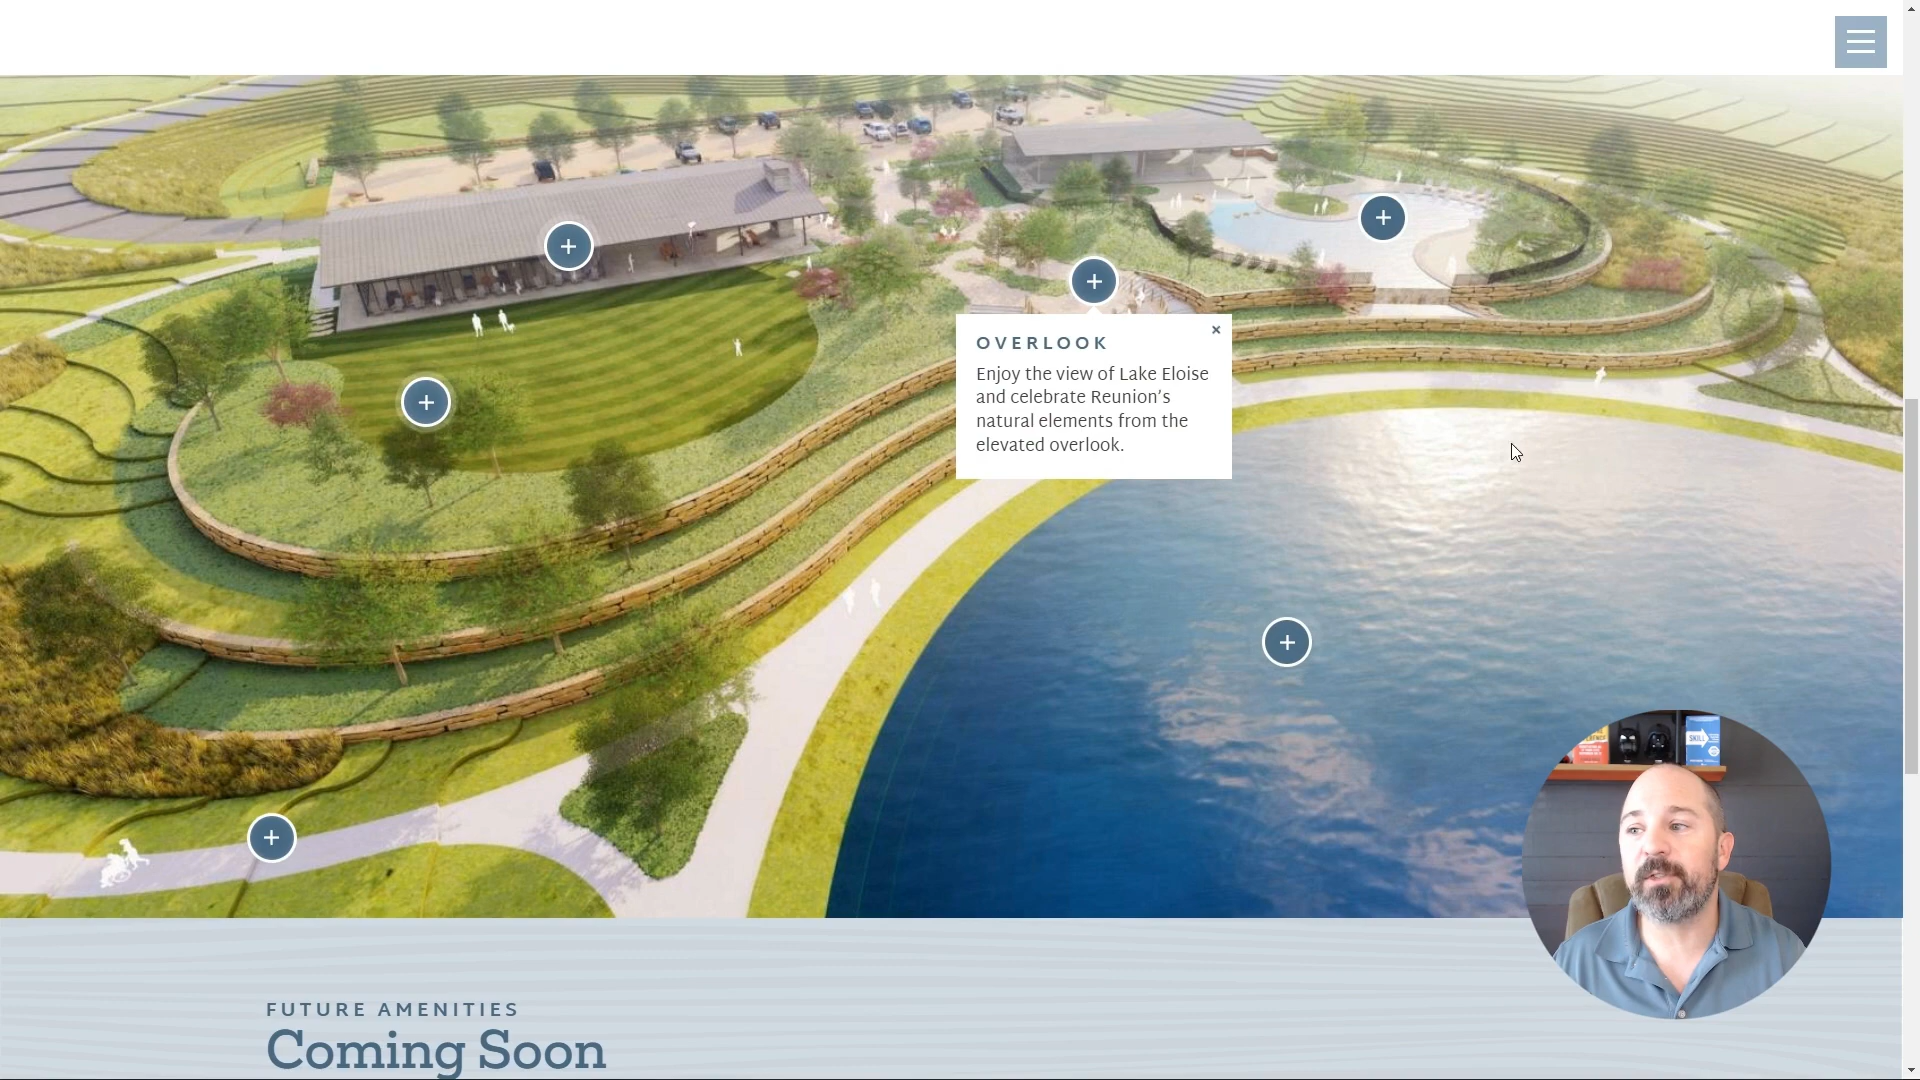 OVERLOOK
Enjoy the view of Lake Eloise
and celebrate Reunion's
natural elements from the
elevated overlook.
SKILL
FUTURE AMENITIES
Coming Soon